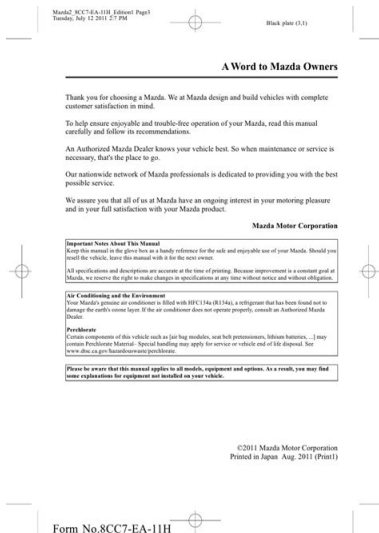 Mazda2_8CC7-EA-11H_Edition1 Page3
Tuesday, July 12 2011 2:7 PM
Black plate (3,1)
A Word to Mazda Owners
Thank you for choosing a Mazda. We at Mazda design and build vehicles with complete
customer satisfaction in mind.
To help ensure enjoyable and trouble-free operation of your Mazda, read this manual
carefully and follow its recommendations.
An Authorized Mazda Dealer knows your vehicle best. So when maintenance or service is
necessary, that's the place to go.
Our nationwide network of Mazda professionals is dedicated to providing you with the best
possible service.
We assure you that all of us at Mazda have an ongoing interest in your motoring pleasure
and in your full satisfaction with your Mazda product.
Mazda Motor Corporation
Important Notes About This Manual
Keep this manual in the glove box as a handy reference for the safe and enjoyable use of your Mazda. Should you
resell the vehicle, leave this manual with it for the next owner.
All specifications and descriptions are accurate at the time of printing. Because improvement is a constant goal at
Mazda, we reserve the right to make changes in specifications at any time without notice and without obligation.
Air Conditioning and the Environment
Your Mazda's genuine air conditioner is filled with HFC134a (R134a), a refrigerant that has been found not to
damage the earth's ozone layer. If the air conditioner does not operate properly, consult an Authorized Mazda
Dealer.
Perchlorate
Certain components of this vehicle such as [air bag modules, seat belt pretensioners, lithium batteries, ...] may
contain Perchlorate Material– Special handling may apply for service or vehicle end of life disposal. See
www.dtsc.ca.gov/hazardouswaste/perchlorate.
Please be aware that this manual applies to all models, equipment and options. As a result, you may find
some explanations for equipment not installed on your vehicle.
©2011 Mazda Motor Corporation
Printed in Japan Aug. 2011 (Print1)
Form No.8CC7-EA-11H